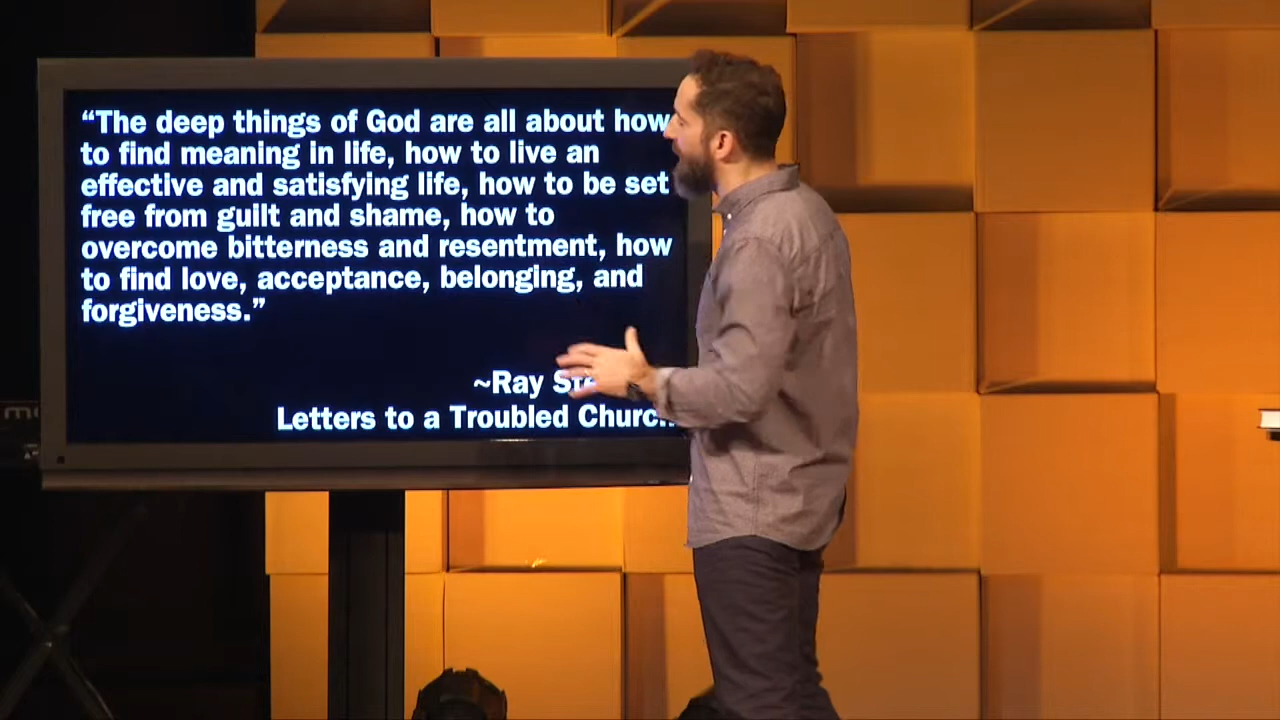 “The deep things of God are all about how
to find meaning in life, how to live an
effective and satisfying life, how to be set
free from guilt and shame, how to
overcome bitterness and resentment, how
to find love, acceptance, belonging, and
forgiveness.”
~Ray
Letters to a Troubled Church